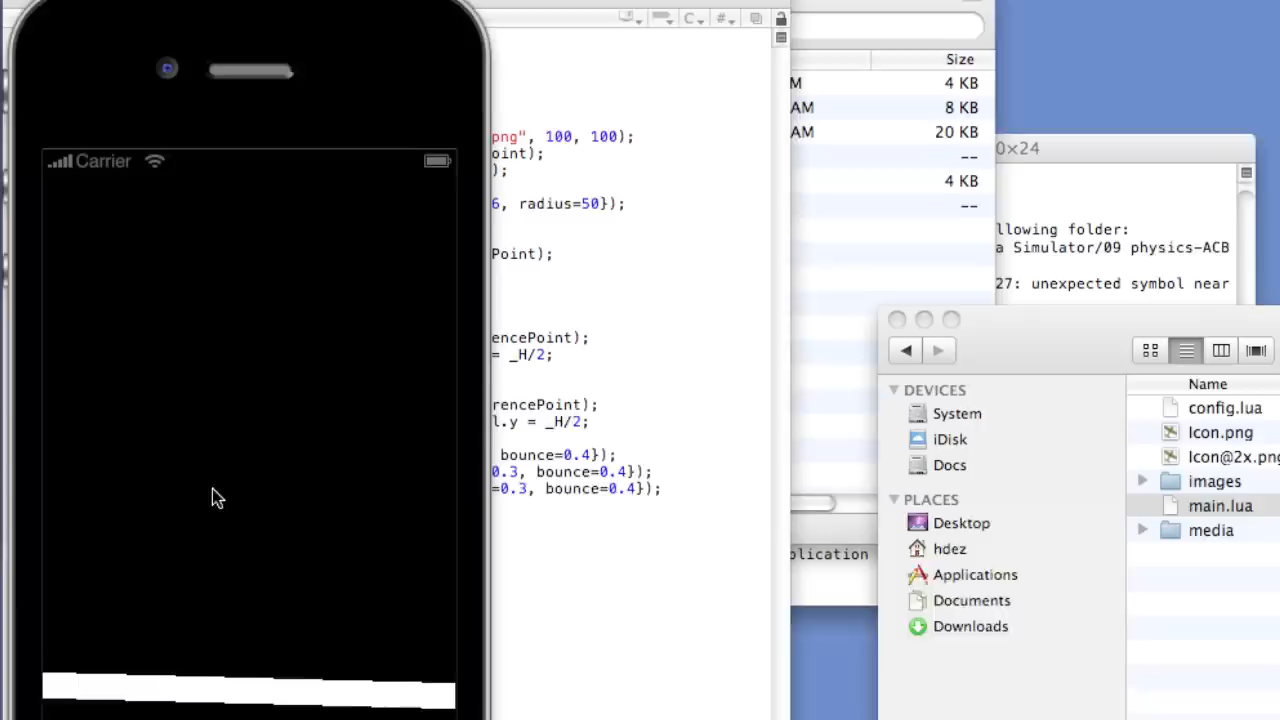 C
#
Carrier
png", 100, 100);
oint);
);
6, radius=50});
Point);
encePoint);
= _H/2;
rencePoint);
l.y = _H/2;
bounce=0.4});
0.3, bounce=0.4})
=0.3, bounce=0.4});
Size
M 4 KB
AM 8 KB
AM 20 KB
--
4 KB
--
plication
0×24
llowing folder:
a Simulator/09 physics-ACB
27: unexpected symbol near
DEVICES
System
iDisk
Docs
PLACES
Desktop
hdez
Applications
Documents
Downloads
Name
config.lua
Icon.png
Icon@2x.png
images
main.lua
media